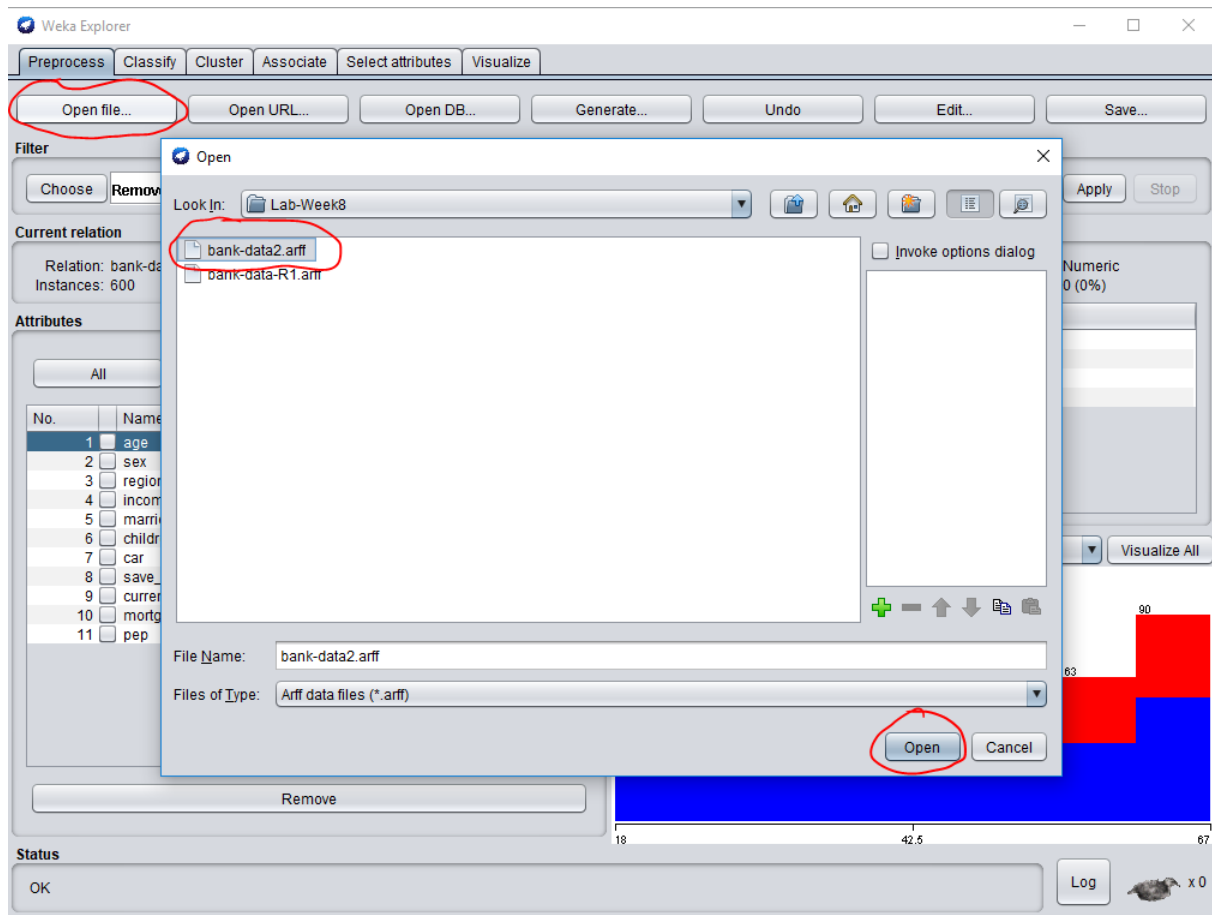 Weka Explorer
Preprocess Classify Cluster Associate Select attributes Visualize
Open file... Open URL... Open DB... Generate... Undo Edit... Save...
Filter
Choose Remov Apply Stop
Current relation
Relation: bank-da
Instances: 600
Attributes
All
No. Name
1 age
2 sex
3 region
4 incom
5 marri
6 childr
7 car
8 save_
9 curren
10 mortg
11 pep
Remove
Status
OK
Open
Look In: Lab-Week8
bank-data2.arff
bank-data-R1.arff
Invoke options dialog
File Name: bank-data2.arff
Files of Type: Arff data files (*.arff)
Open Cancel
Numeric
0 (0%)
Visualize All
90
63
18 42.5 67
Log x 0